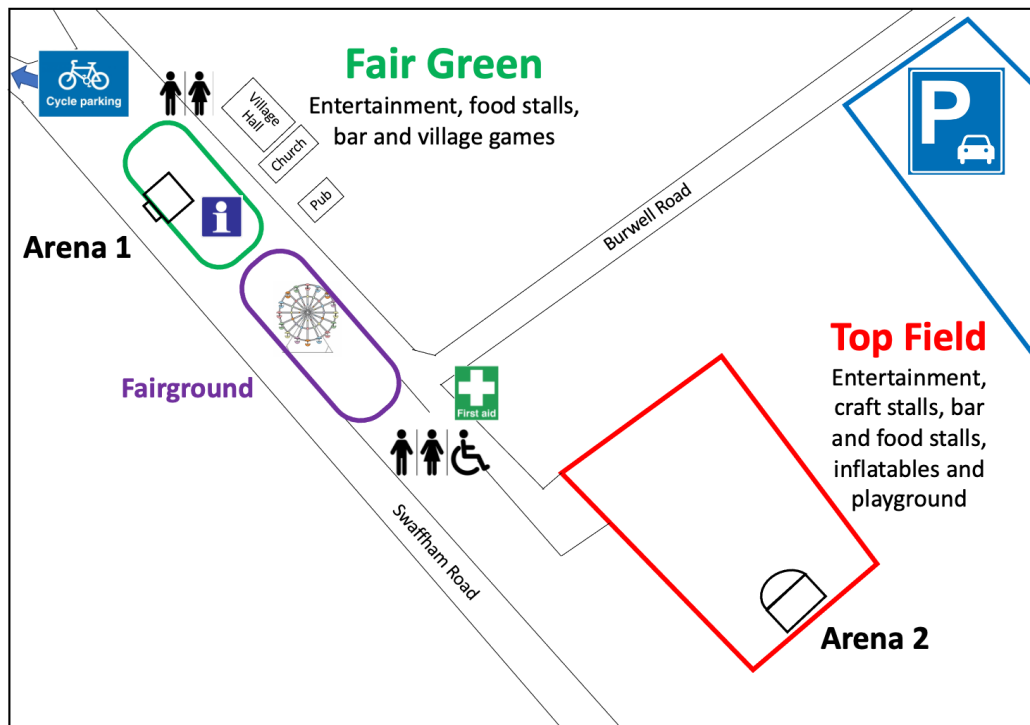 Cycle parking
Fair Green
Entertainment, food stalls,
bar and village games
Village
Hall
Church
Pub
P
i
Arena 1
Burwell Road
Fairground
First aid
Swaffham Road
Top Field
Entertainment,
craft stalls, bar
and food stalls,
inflatables and
playground
Arena 2